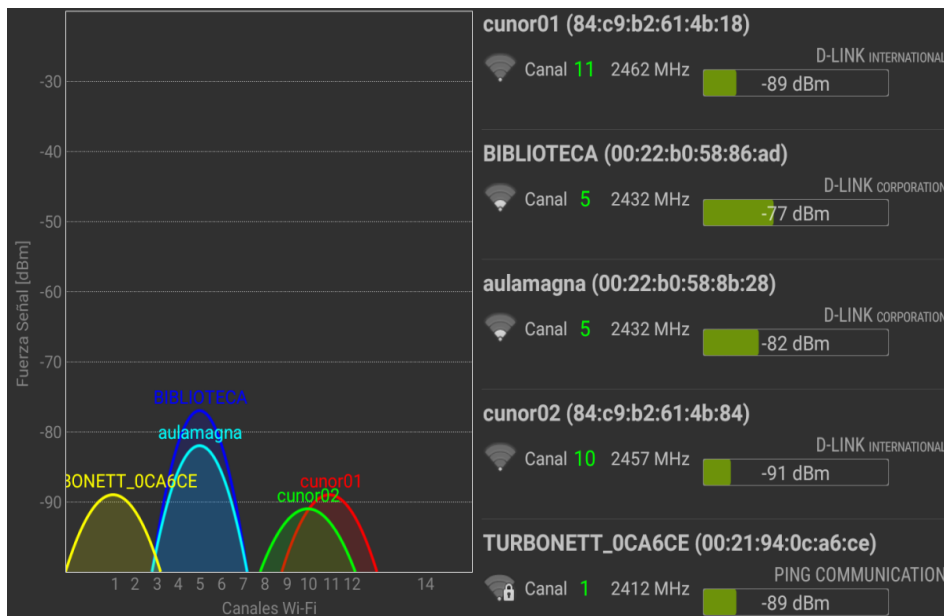 -30
-40
-50
-60
-70
-80
-90
Fuerza Señal [dBm]
BIBLIOTECA
aulamagna
BONETT_0CA6CE
cunor01
cunor02
1 2 3 4 5 6 7 8 9 10 11 12 14
Canales Wi-Fi
cunor01 (84:c9:b2:61:4b:18)
D-LINK INTERNATIONAL
Canal 11 2462 MHz
-89 dBm
BIBLIOTECA (00:22:b0:58:86:ad)
D-LINK CORPORATION
Canal 5 2432 MHz
-77 dBm
aulamagna (00:22:b0:58:8b:28)
D-LINK CORPORATION
Canal 5 2432 MHz
-82 dBm
cunor02 (84:c9:b2:61:4b:84)
D-LINK INTERNATIONAL
Canal 10 2457 MHz
-91 dBm
TURBONETT_0CA6CE (00:21:94:0c:a6:ce)
PING COMMUNICATION
Canal 1 2412 MHz
-89 dBm